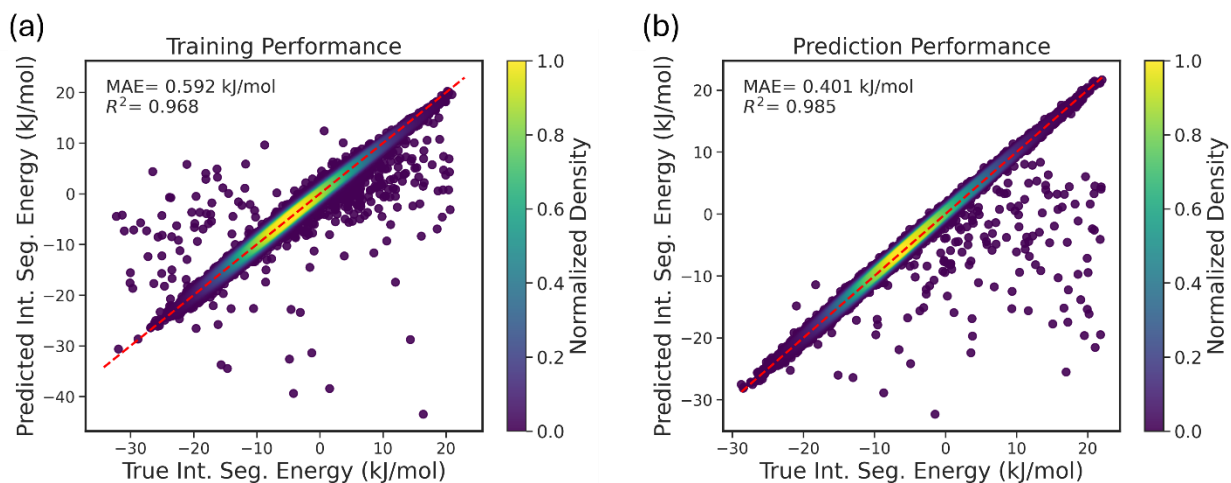 (a)
Training Performance
MAE= 0.592 kJ/mol
R²= 0.968
Predicted Int. Seg. Energy (kJ/mol)
20
10
0
−10
−20
−30
−40
−30
−20
−10
0
10
20
True Int. Seg. Energy (kJ/mol)
1.0
0.8
0.6
0.4
0.2
0.0
Normalized Density
(b)
Prediction Performance
MAE= 0.401 kJ/mol
R²= 0.985
Predicted Int. Seg. Energy (kJ/mol)
20
10
0
−10
−20
−30
−30
−20
−10
0
10
20
True Int. Seg. Energy (kJ/mol)
1.0
0.8
0.6
0.4
0.2
0.0
Normalized Density